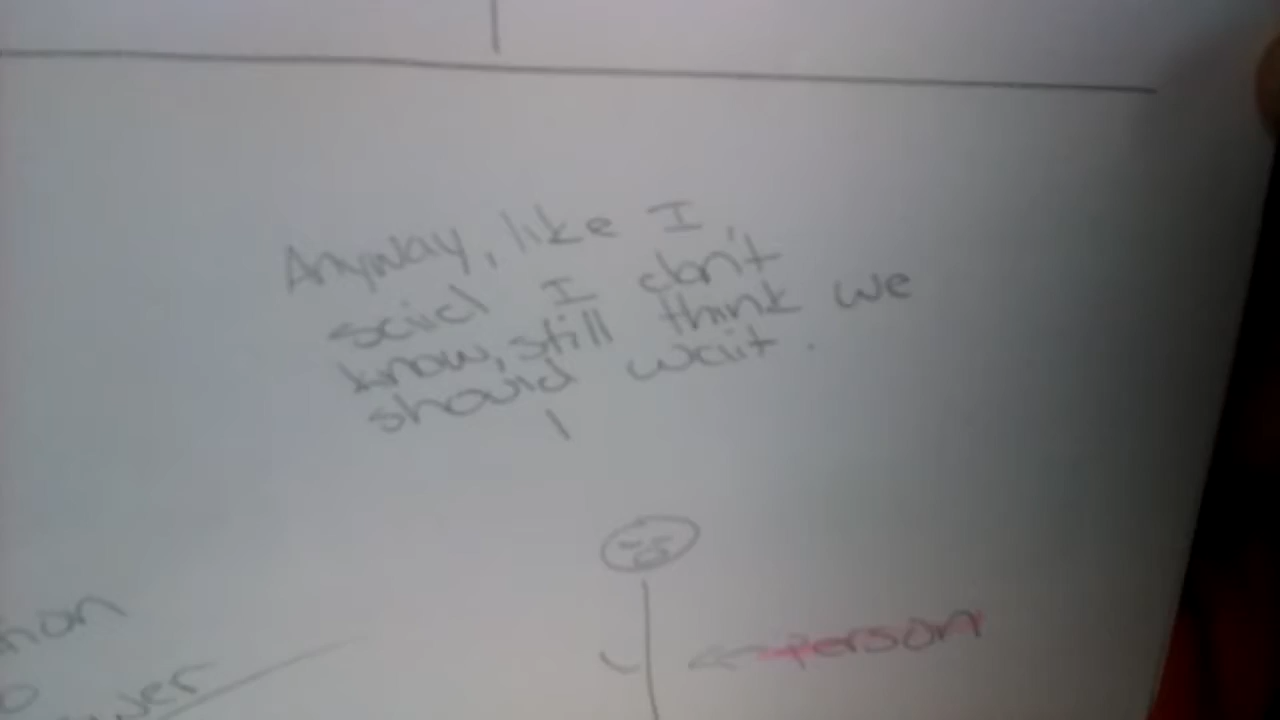 Anyway, like I
said I don't
know, still think we
should wait.
person